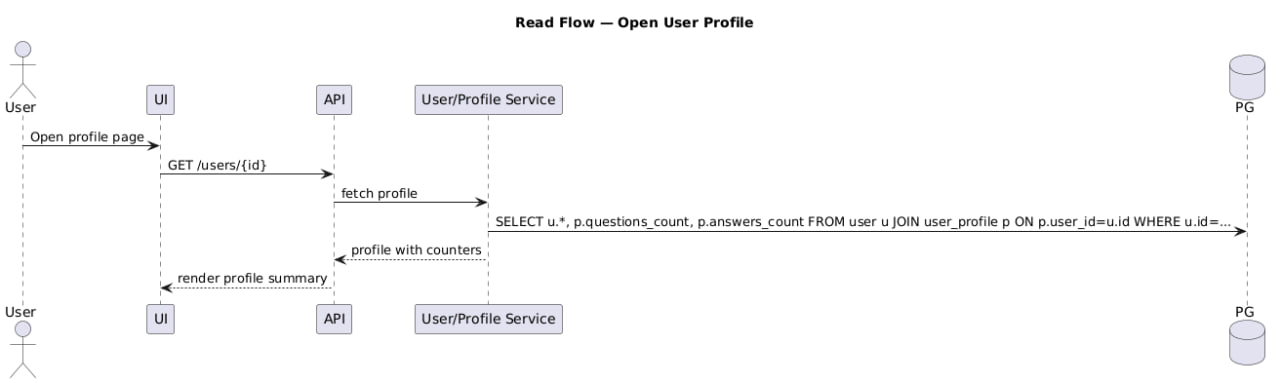 Read Flow — Open User Profile
User
UI
API
User/Profile Service
PG
Open profile page
GET /users/{id}
fetch profile
SELECT u.*, p.questions_count, p.answers_count FROM user u JOIN user_profile p ON p.user_id=u.id WHERE u.id=...
profile with counters
render profile summary
User
UI
API
User/Profile Service
PG